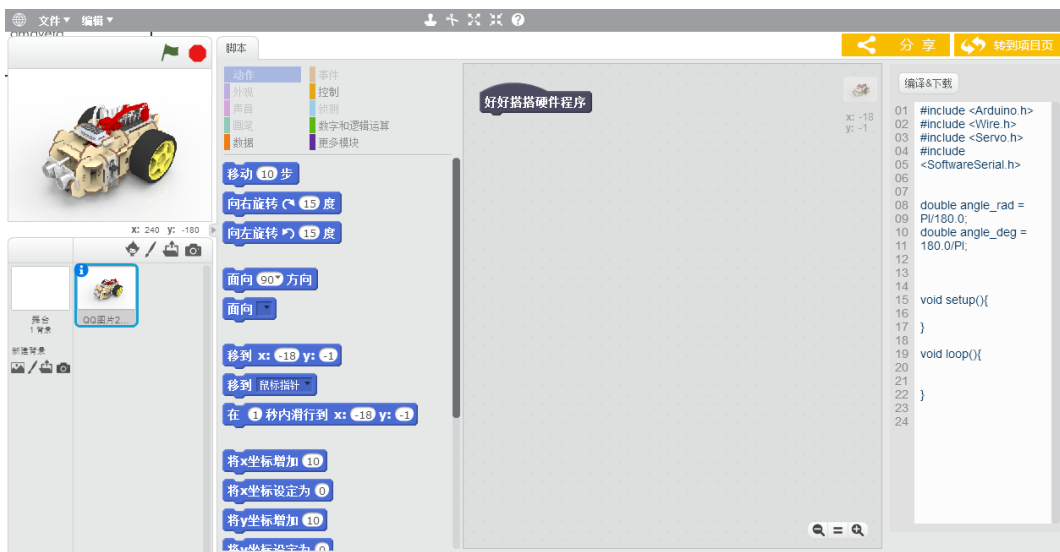 文件▼ 编辑▼
脚本
分 享
转到项目页
动作
事件
外观
控制
声音
侦测
画笔
数字和逻辑运算
数据
更多模块
移动 10 步
向右旋转 15 度
向左旋转 15 度
面向 90▼ 方向
面向
移到 x: -18 y: -1
移到 鼠标指针
在 1 秒内滑行到 x: -18 y: -1
将x坐标增加 10
将x坐标设定为 0
将y坐标增加 10
将y坐标设定为 0
x: 240 y: -180
舞台
1 背景
新建背景
QQ图片2...
好好搭搭硬件程序
x: -18
y: -1
编译&下载
01 #include <Arduino.h>
02 #include <Wire.h>
03 #include <Servo.h>
04 #include
05 <SoftwareSerial.h>
06
07
08 double angle_rad =
09 PI/180.0;
10 double angle_deg =
11 180.0/PI;
12
13
14
15 void setup(){
16
17 }
18
19 void loop(){
20
21
22 }
23
24